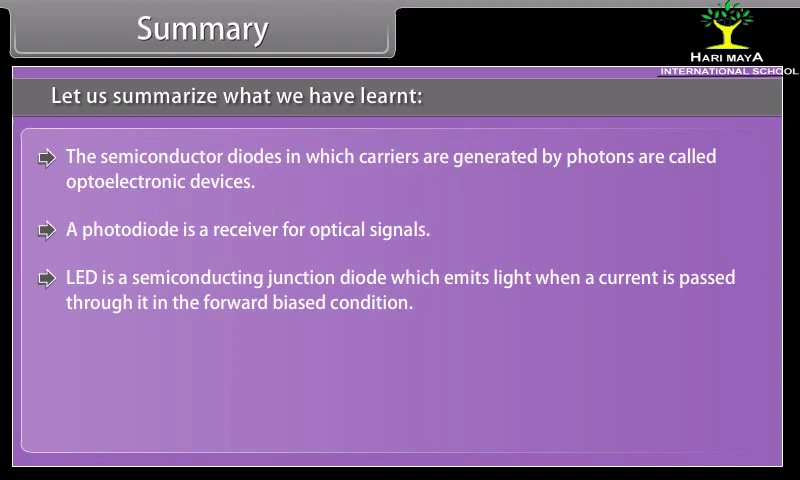 Summary
HARI MAYA
INTERNATIONAL SCHOOL
Let us summarize what we have learnt:
The semiconductor diodes in which carriers are generated by photons are called
optoelectronic devices.
A photodiode is a receiver for optical signals.
LED is a semiconducting junction diode which emits light when a current is passed
through it in the forward biased condition.